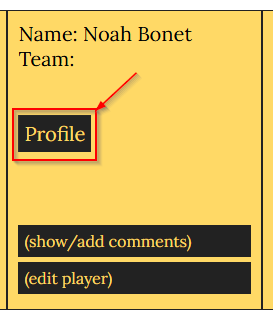 Name: Noah Bonet
Team:
Profile
(show/add comments)
(edit player)